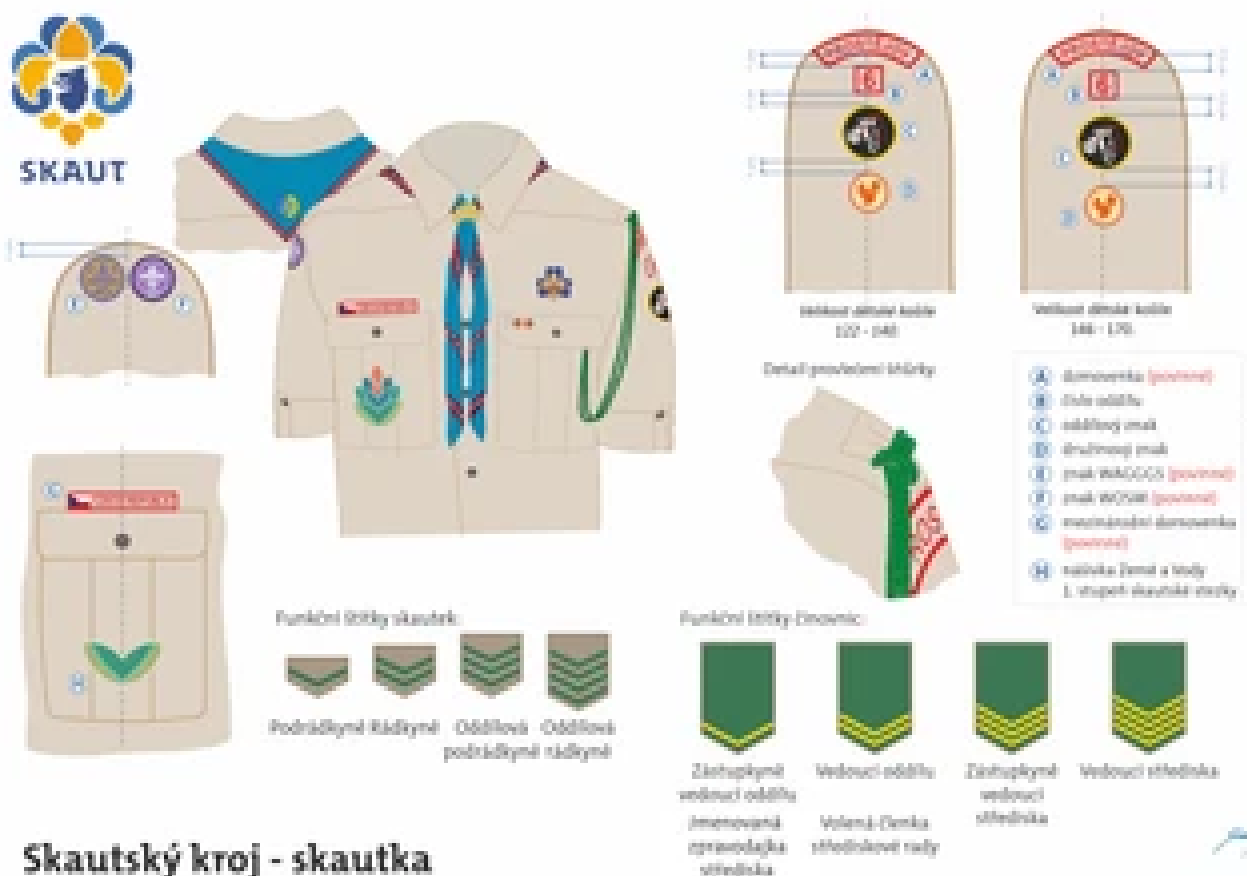 SKAUT
Velikost dětské košile
122 - 140
Velikost dětské košile
146 - 170
Detail provlečení šňůrky
A domovenka (povinné)
B číslo oddílu
C oddílový znak
D družinový znak
E znak WAGGGS (povinné)
F znak WOSM (povinné)
G mezinárodní domovenka
(povinné)
H nášivka Země a Vody
1. stupeň skautské stezky
Funkční štítky skautek:
Podrádkyně Rádkyně Oddílová Oddílová
podrádkyně rádkyně
Funkční štítky činovnic:
Zástupkyně
vedoucí oddílu
Jmenovaná
zpravodajka
střediska
Vedoucí oddílu
Volená členka
střediskové rady
Zástupkyně
vedoucí
střediska
Vedoucí střediska
Skautský kroj - skautka